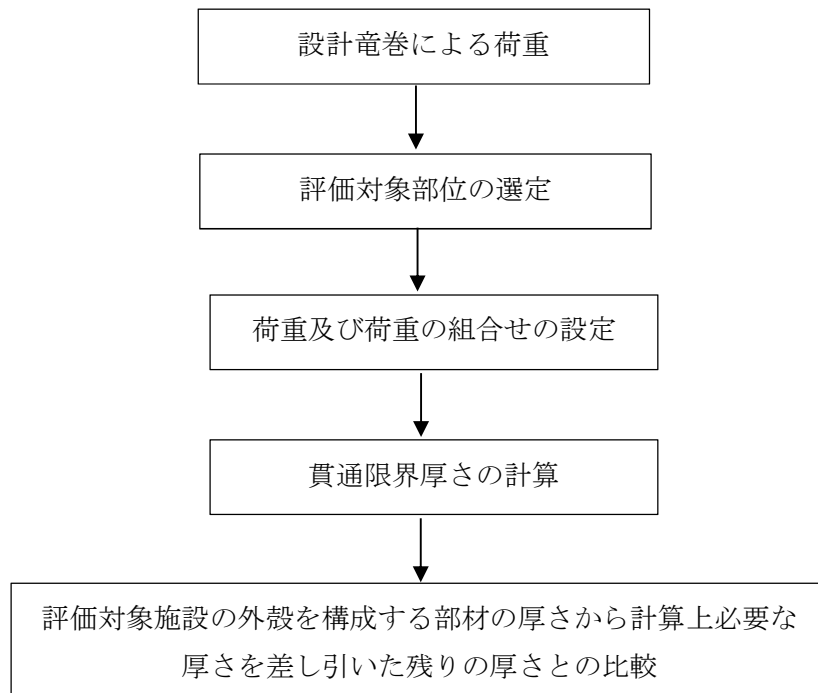 設計竜巻による荷重
評価対象部位の選定
荷重及び荷重の組合せの設定
貫通限界厚さの計算
評価対象施設の外殻を構成する部材の厚さから計算上必要な
厚さを差し引いた残りの厚さとの比較